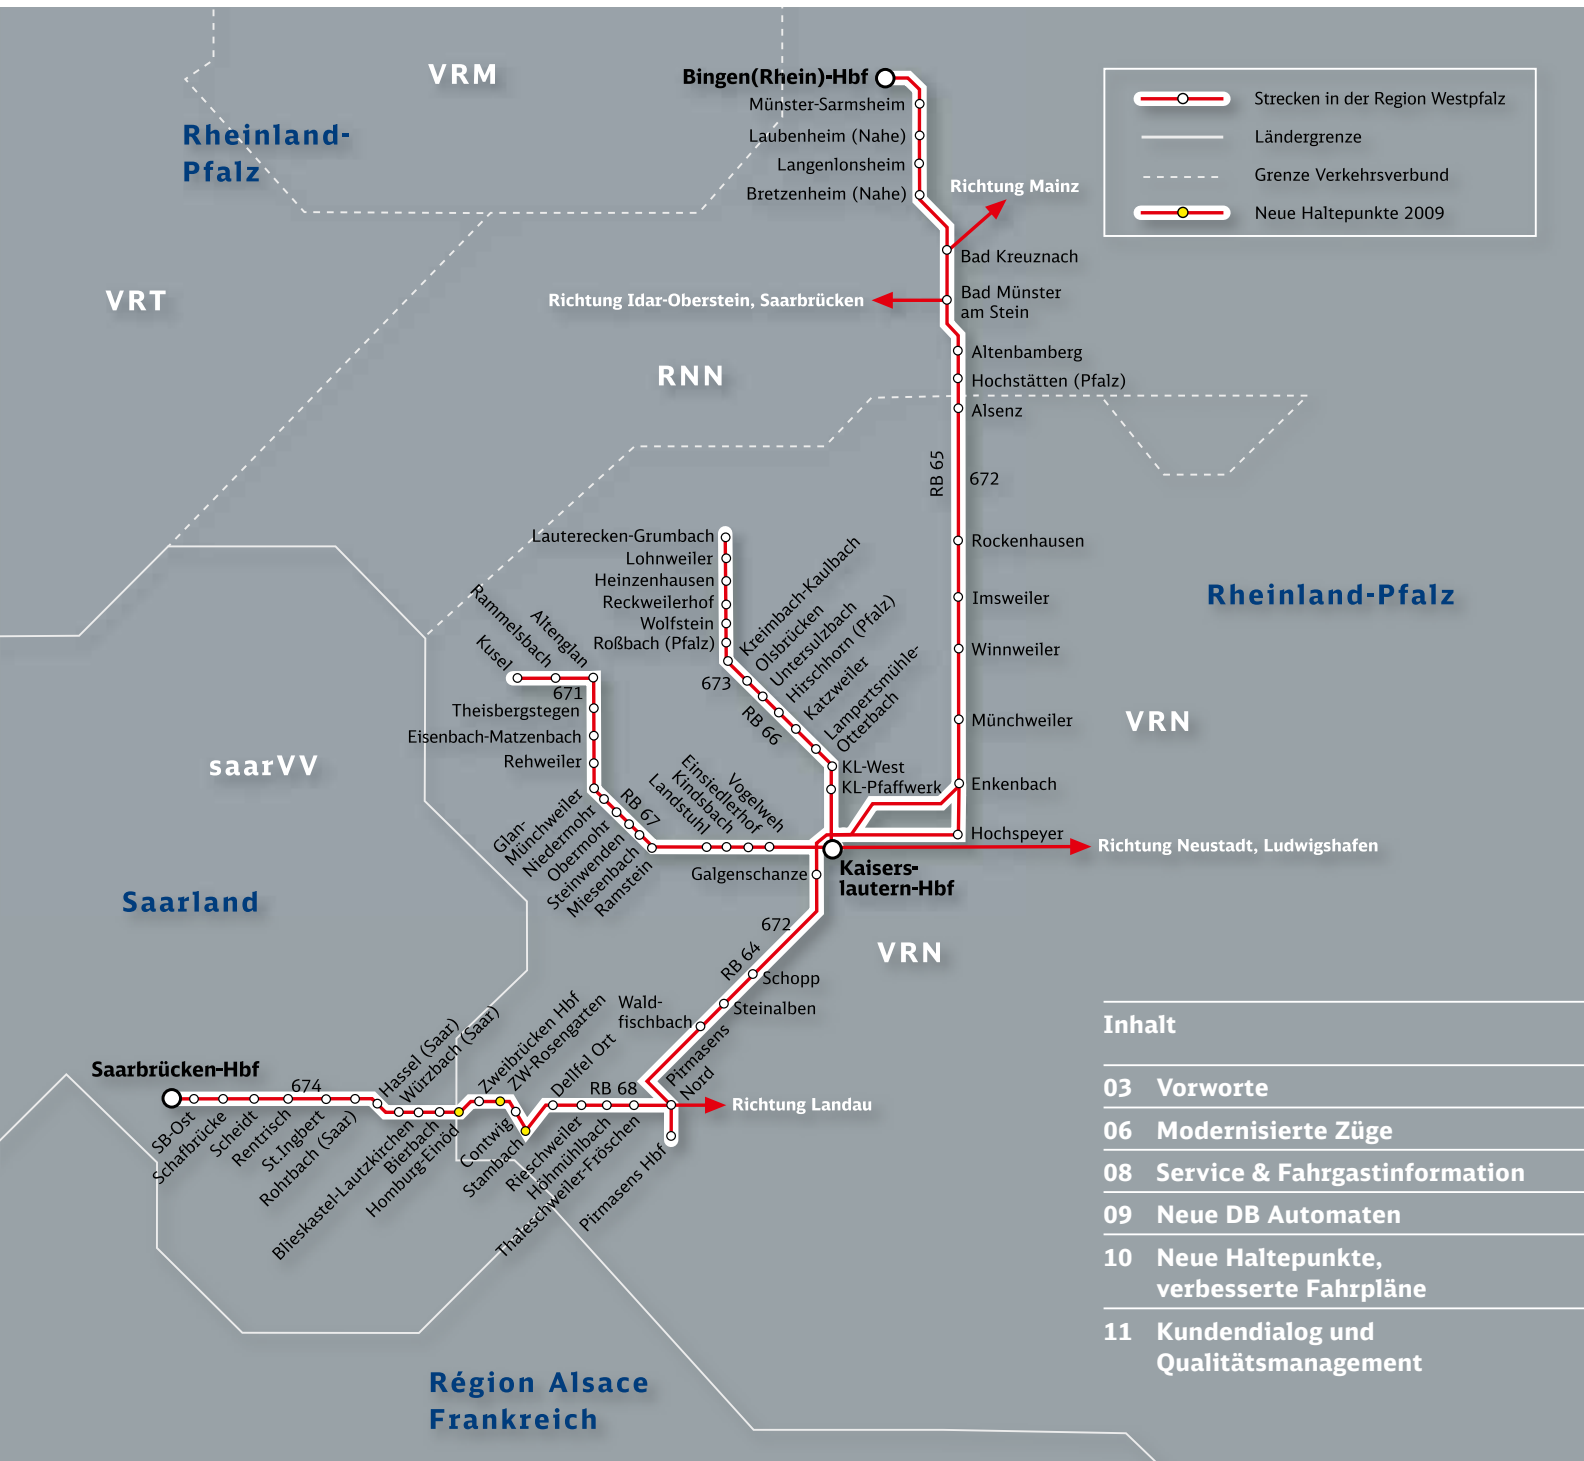 VRM
Rheinland-
Pfalz
VRT
RNN
Bingen(Rhein)-Hbf
Münster-Sarmsheim
Laubenheim (Nahe)
Langenlonsheim
Bretzenheim (Nahe)
Richtung Mainz
Bad Kreuznach
Richtung Idar-Oberstein, Saarbrücken
Bad Münster
am Stein
Altenbamberg
Hochstätten (Pfalz)
Alsenz
RB 65
672
Rockenhausen
Imsweiler
Winnweiler
Münchweiler
Enkenbach
Hochspeyer
Strecken in der Region Westpfalz
Ländergrenze
Grenze Verkehrsverbund
Neue Haltepunkte 2009
Rheinland-Pfalz
VRN
Lauterecken-Grumbach
Lohnweiler
Heinzenhausen
Reckweilerhof
Wolfstein
Roßbach (Pfalz)
Kreimbach-Kaulbach
Olsbrücken
Untersulzbach
Hirschhorn (Pfalz)
Katzweiler
Lampertsmühle-
Otterbach
673
RB 66
KL-West
KL-Pfaffwerk
Kusel
Rammelsbach
Altenglan
671
Theisbergstegen
Eisenbach-Matzenbach
Rehweiler
Glan-
Münchweiler
Niedermohr
Obermohr
Steinwenden
Miesenbach
Ramstein
RB 67
Landstuhl
Kindsbach
Einsiedlerhof
Vogelweh
Richtung Neustadt, Ludwigshafen
Kaisers-
lautern-Hbf
Galgenschanze
saarVV
Saarland
672
RB 64
VRN
Schopp
Steinalben
Wald-
fischbach
Pirmasens
Nord
Richtung Landau
Pirmasens Hbf
Saarbrücken-Hbf
674
SB-Ost
Schafbrücke
Scheidt
Rentrisch
St.Ingbert
Rohrbach (Saar)
Hassel (Saar)
Würzbach (Saar)
Blieskastel-Lautzkirchen
Bierbach
Homburg-Einöd
Zweibrücken Hbf
ZW-Rosengarten
Contwig
Stambach
Dellfel Ort
RB 68
Rieschweiler
Höhmühlbach
Thaleschweiler-Fröschen
Région Alsace
Frankreich
Inhalt
03 Vorworte
06 Modernisierte Züge
08 Service & Fahrgastinformation
09 Neue DB Automaten
10 Neue Haltepunkte,
verbesserte Fahrpläne
11 Kundendialog und
Qualitätsmanagement